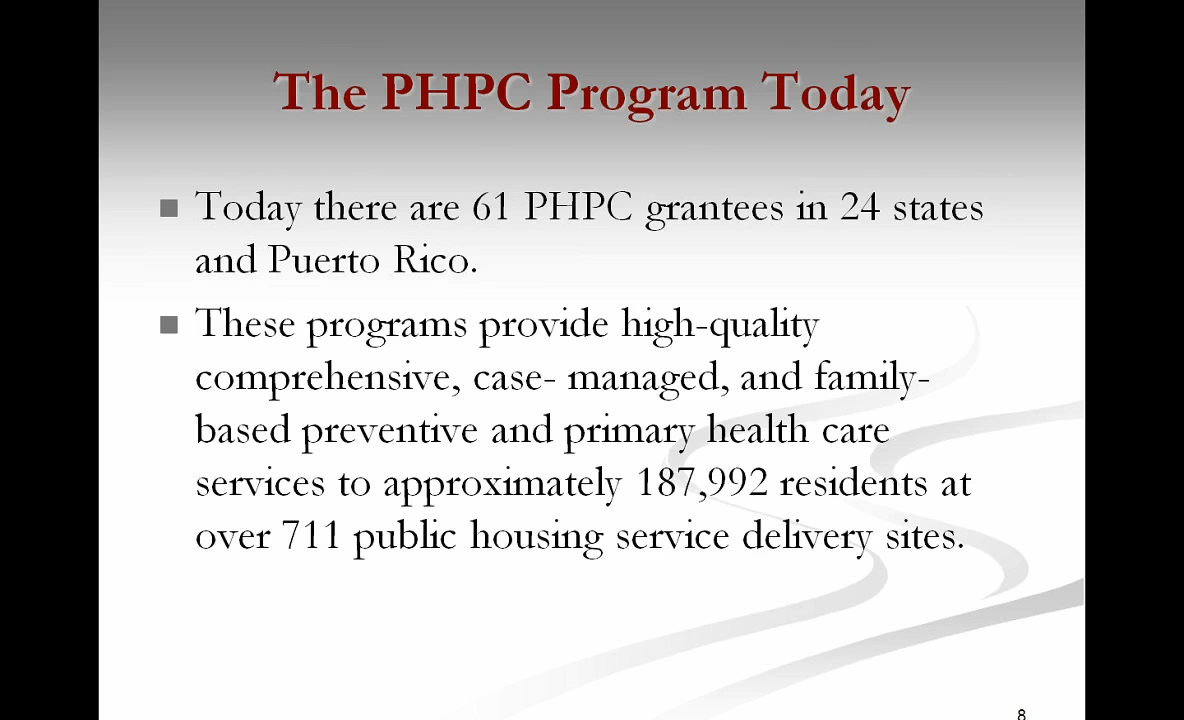 The PHPC Program Today
Today there are 61 PHPC grantees in 24 states
and Puerto Rico.
These programs provide high-quality
comprehensive, case- managed, and family-
based preventive and primary health care
services to approximately 187,992 residents at
over 711 public housing service delivery sites.
8